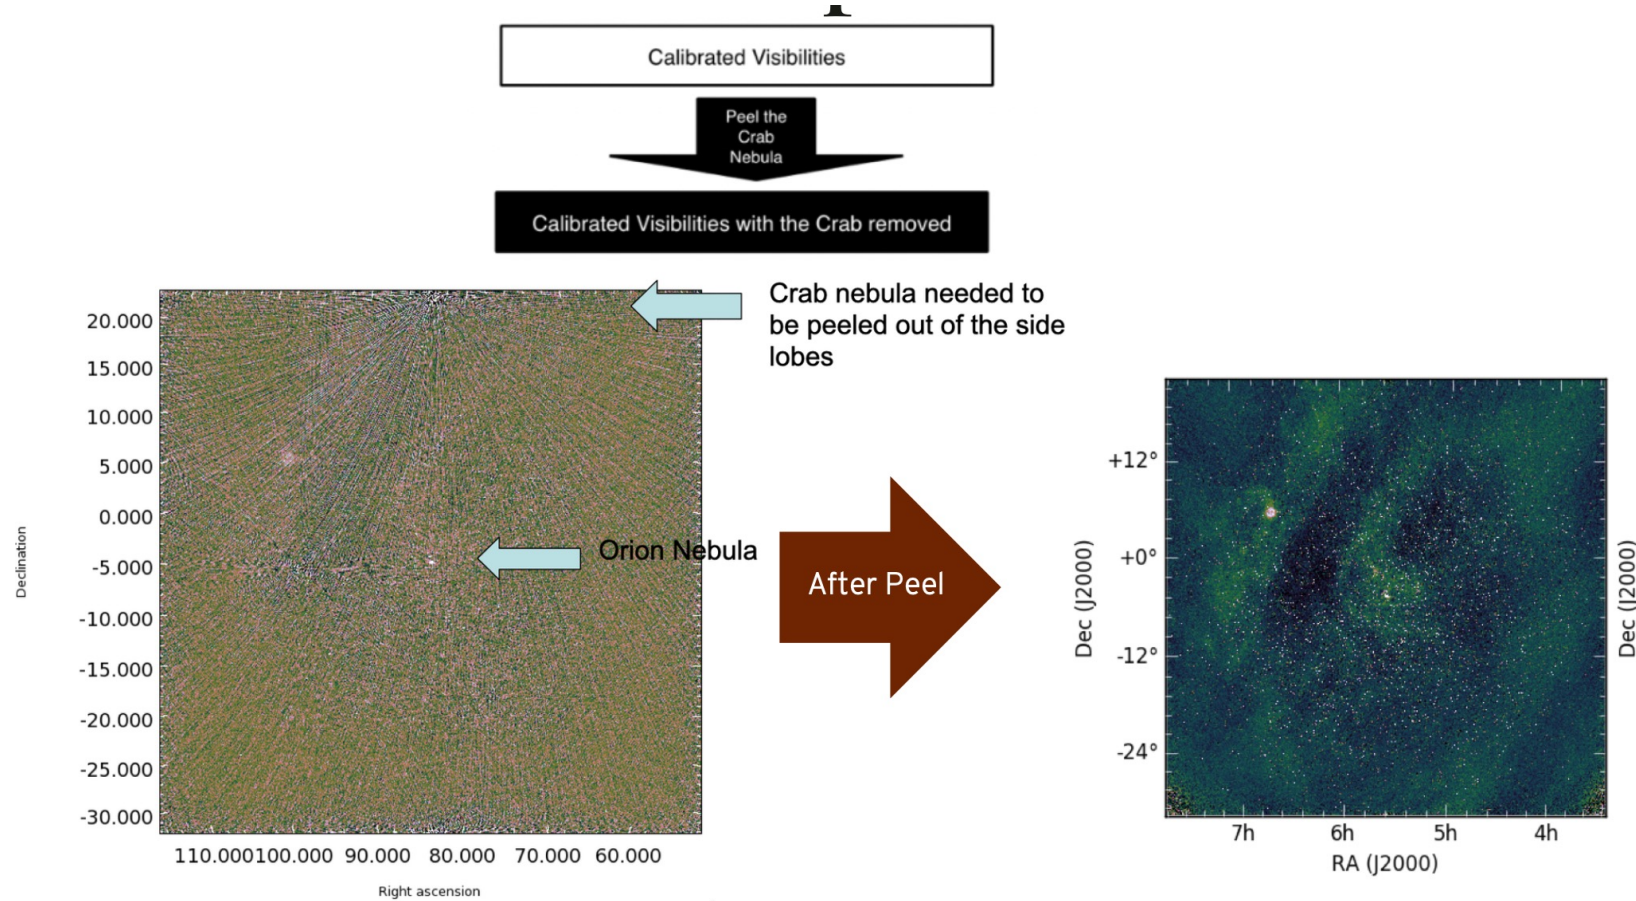 Calibrated Visibilities
Peel the
Crab
Nebula
Calibrated Visibilities with the Crab removed
Crab nebula needed to
be peeled out of the side
lobes
Orion Nebula
After Peel
20.000
15.000
10.000
5.000
0.000
-5.000
-10.000
-15.000
-20.000
-25.000
-30.000
Declination
110.000100.000 90.000 80.000 70.000 60.000
Right ascension
+12°
+0°
-12°
-24°
Dec (J2000)
7h 6h 5h 4h
RA (J2000)
Dec (J2000)